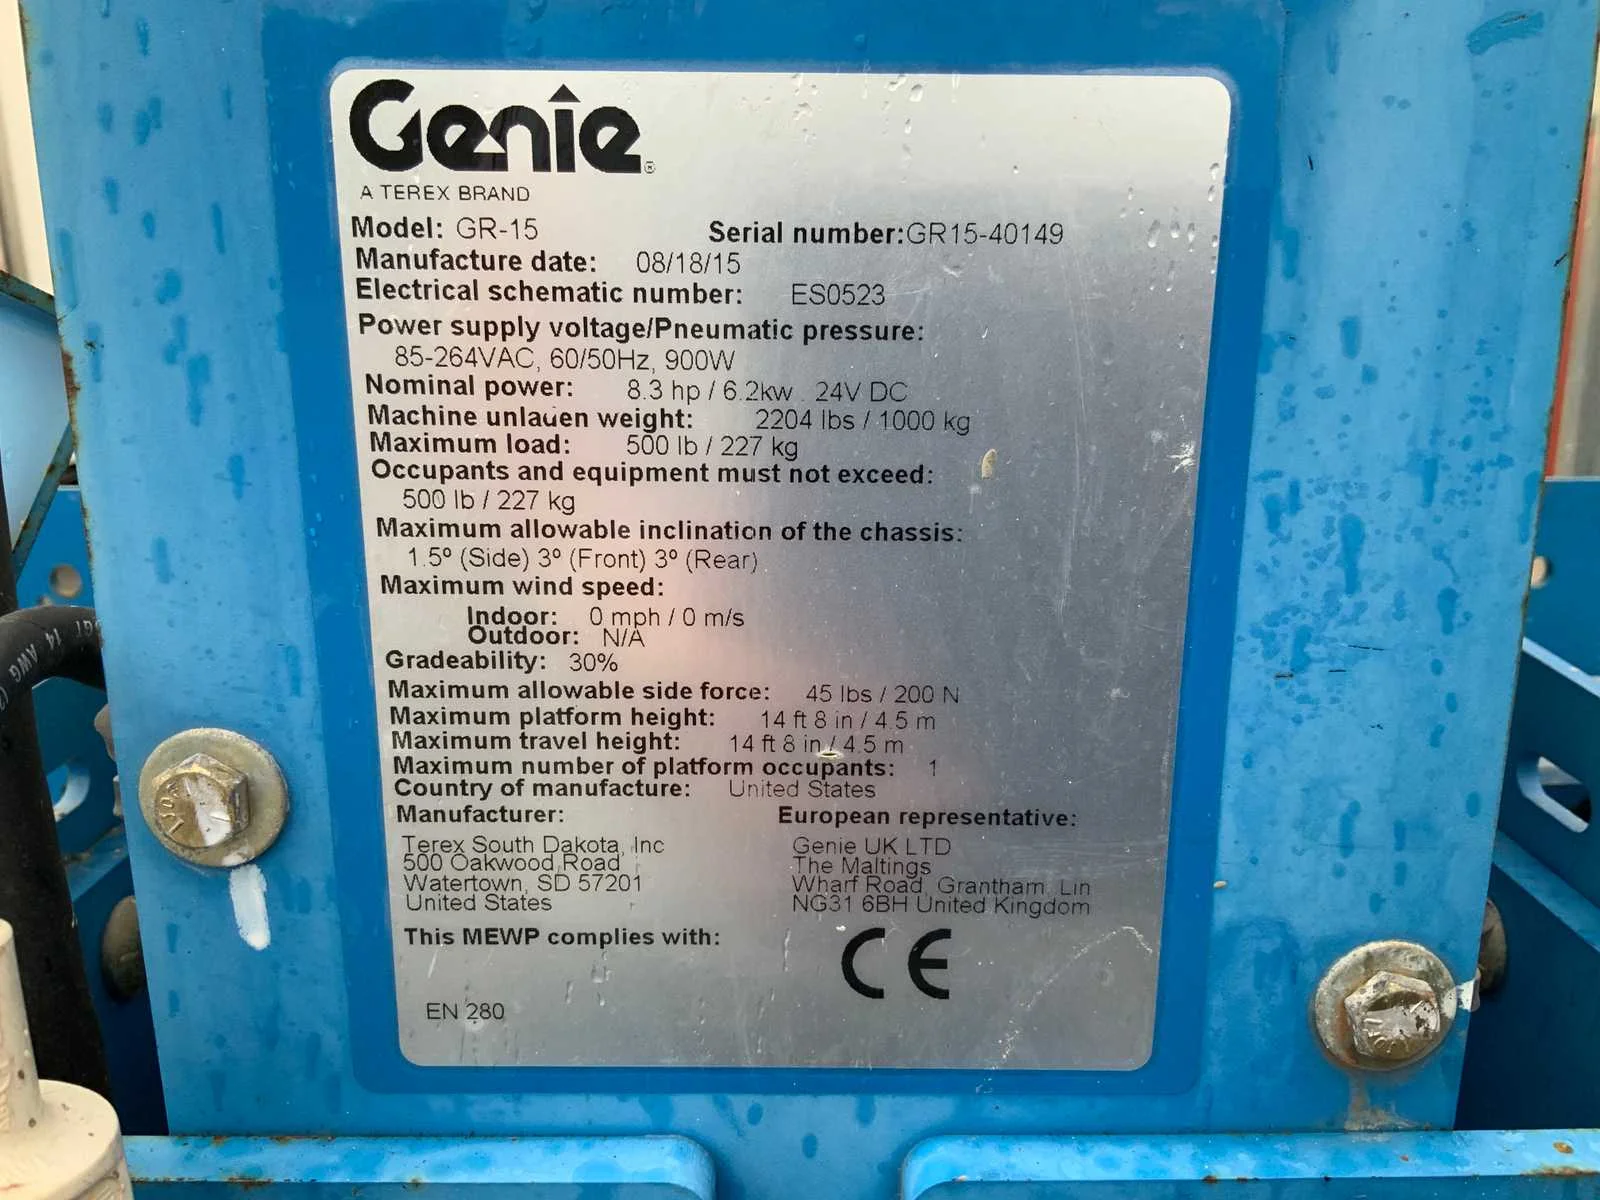 Genie®
A TEREX BRAND
Model: GR-15 Serial number:GR15-40149
Manufacture date: 08/18/15
Electrical schematic number: ES0523
Power supply voltage/Pneumatic pressure:
85-264VAC, 60/50Hz, 900W
Nominal power: 8.3 hp / 6.2kw 24V DC
Machine unladen weight: 2204 lbs / 1000 kg
Maximum load: 500 lb / 227 kg
Occupants and equipment must not exceed:
500 lb / 227 kg
Maximum allowable inclination of the chassis:
1.5º (Side) 3º (Front) 3º (Rear)
Maximum wind speed:
Indoor: 0 mph / 0 m/s
Outdoor: N/A
Gradeability: 30%
Maximum allowable side force: 45 lbs / 200 N
Maximum platform height: 14 ft 8 in / 4.5 m
Maximum travel height: 14 ft 8 in / 4.5 m
Maximum number of platform occupants: 1
Country of manufacture: United States
Manufacturer: European representative:
Terex South Dakota, Inc Genie UK LTD
500 Oakwood Road The Maltings
Watertown, SD 57201 Wharf Road, Grantham, Lin
United States NG31 6BH United Kingdom
This MEWP complies with: CE
EN 280
14 AWG